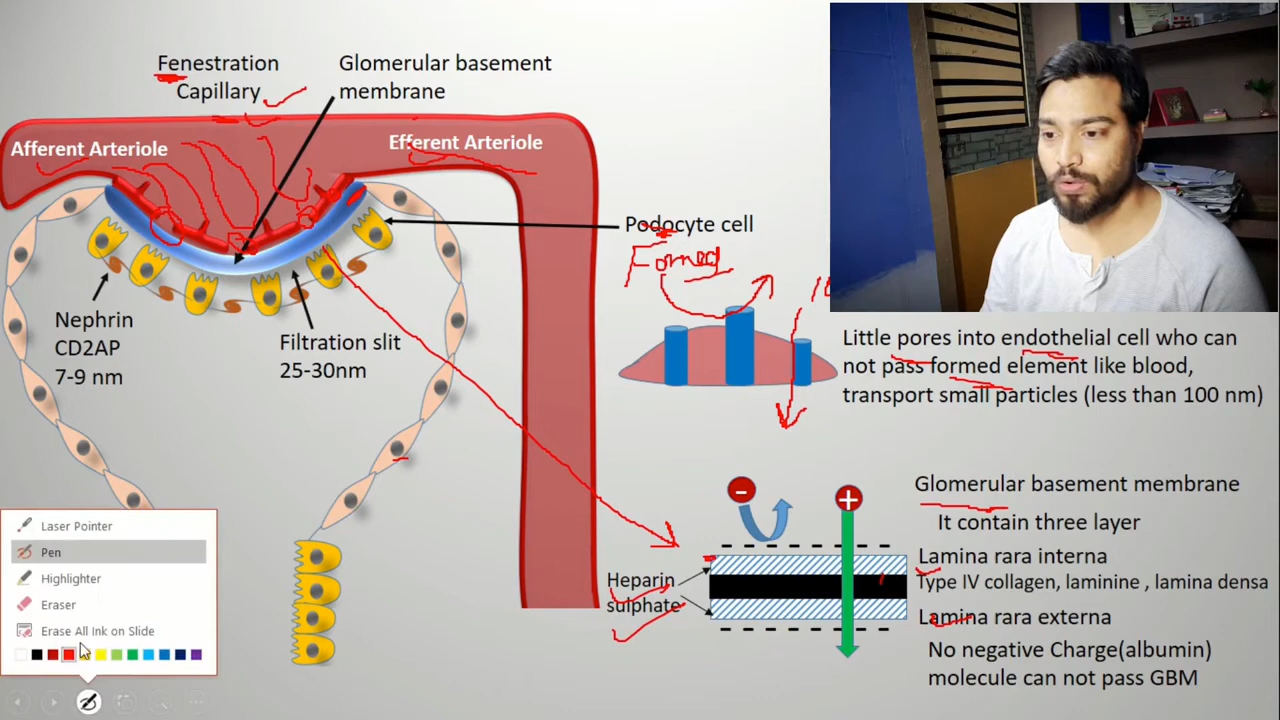 Fenestration
Capillary
Glomerular basement
membrane
Afferent Arteriole
Efferent Arteriole
Podocyte cell
Formed
Nephrin
CD2AP
7-9 nm
Filtration slit
25-30nm
Little pores into endothelial cell who can
not pass formed element like blood,
transport small particles (less than 100 nm)
-
+
Glomerular basement membrane
It contain three layer
Lamina rara interna
Type IV collagen, laminine , lamina densa
Lamina rara externa
No negative Charge(albumin)
molecule can not pass GBM
Heparin
sulphate
Laser Pointer
Pen
Highlighter
Eraser
Erase All Ink on Slide